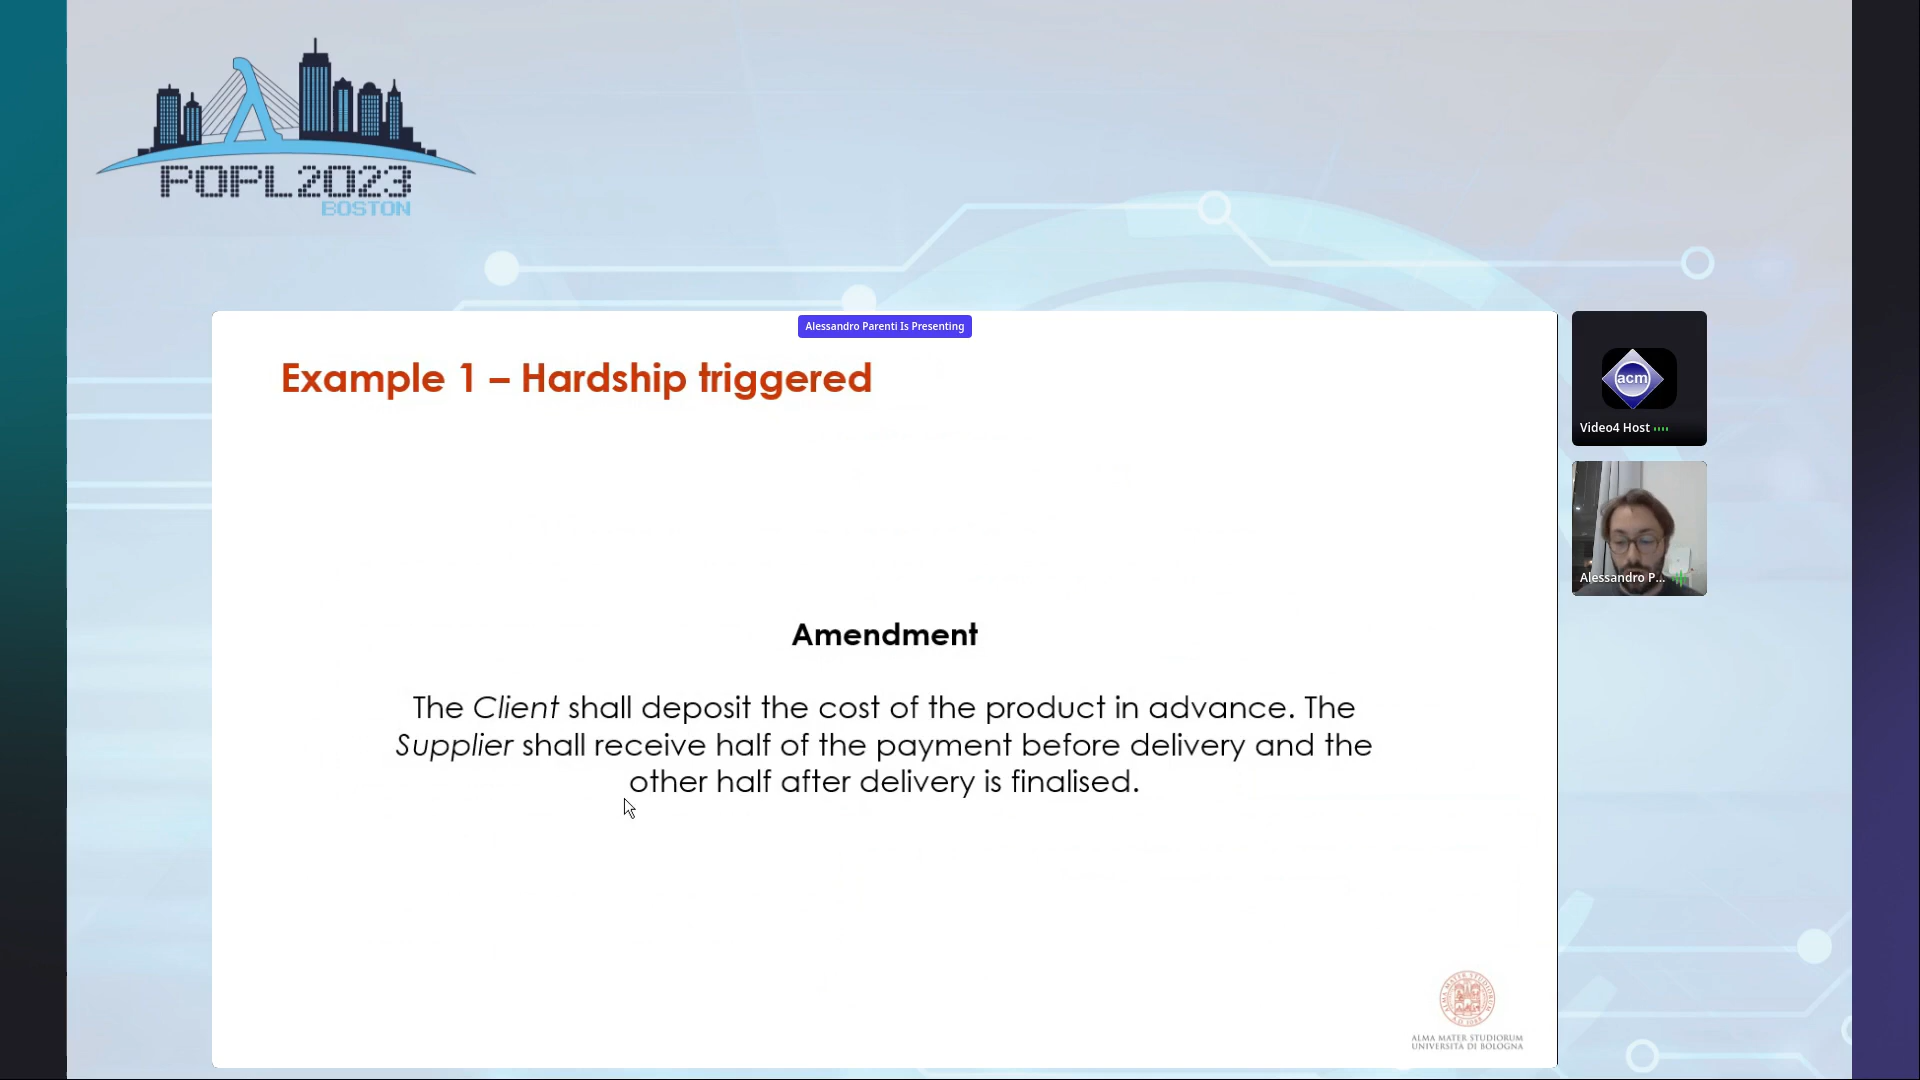 POPL2023
BOSTON
Alessandro Parenti Is Presenting
Example 1 – Hardship triggered
acm
Video4 Host
Alessandro P...
Amendment
The Client shall deposit the cost of the product in advance. The
Supplier shall receive half of the payment before delivery and the
other half after delivery is finalised.
ALMA MATER STUDIORUM
UNIVERSITÀ DI BOLOGNA